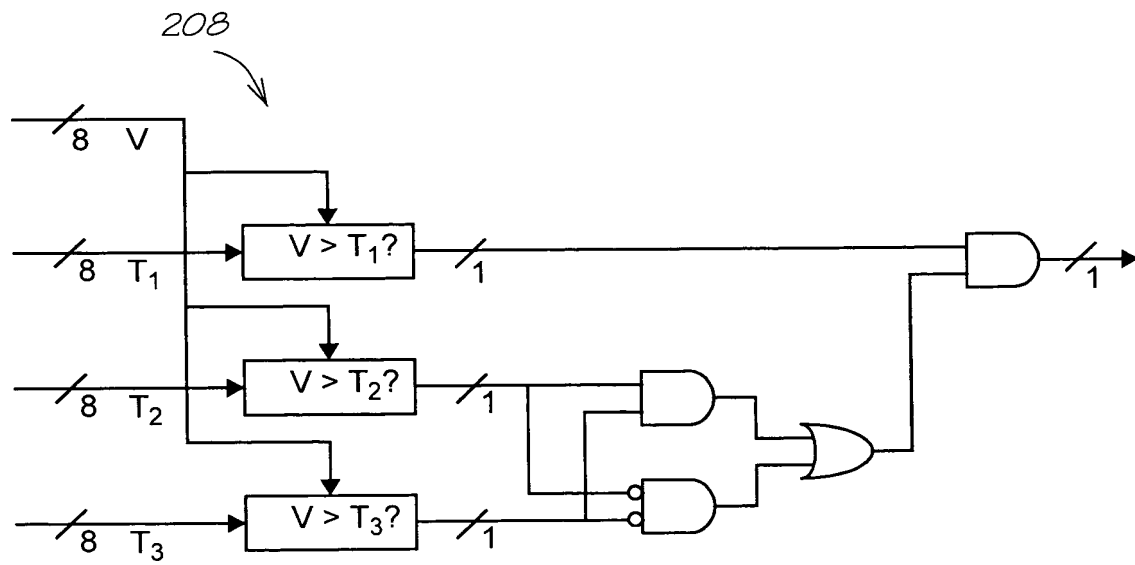 208
8 V
8 T₁
V > T₁?
1
1
8 T₂
V > T₂?
1
8 T₃
V > T₃?
1